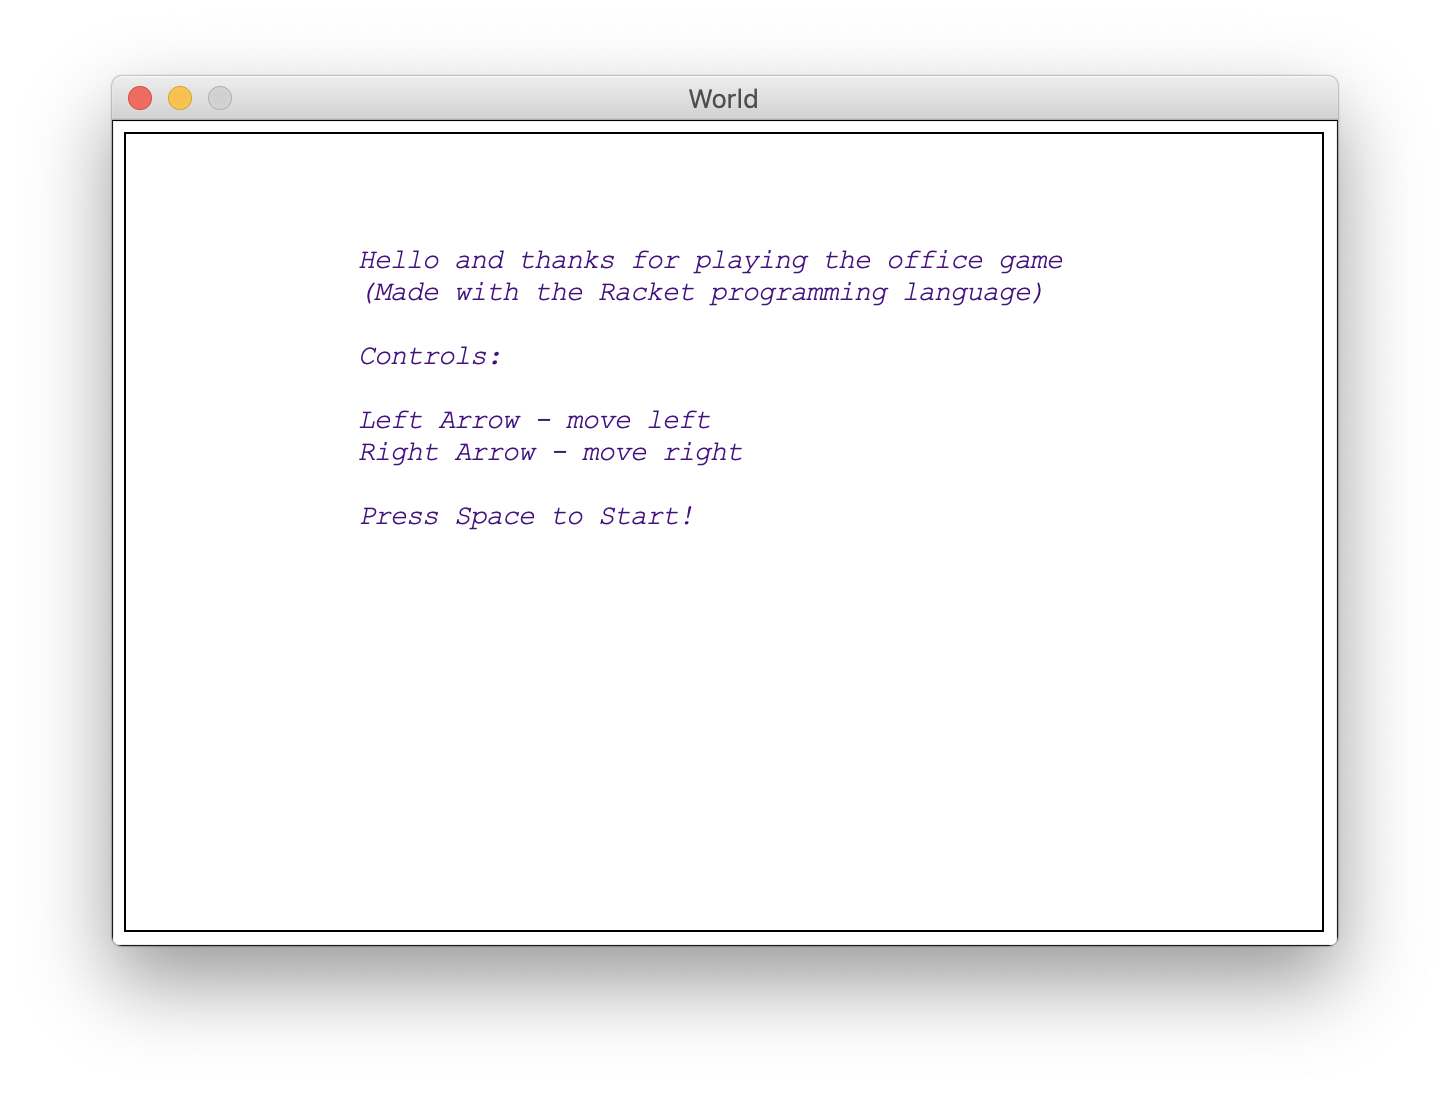 World
Hello and thanks for playing the office game
(Made with the Racket programming language)
Controls:
Left Arrow - move left
Right Arrow - move right
Press Space to Start!